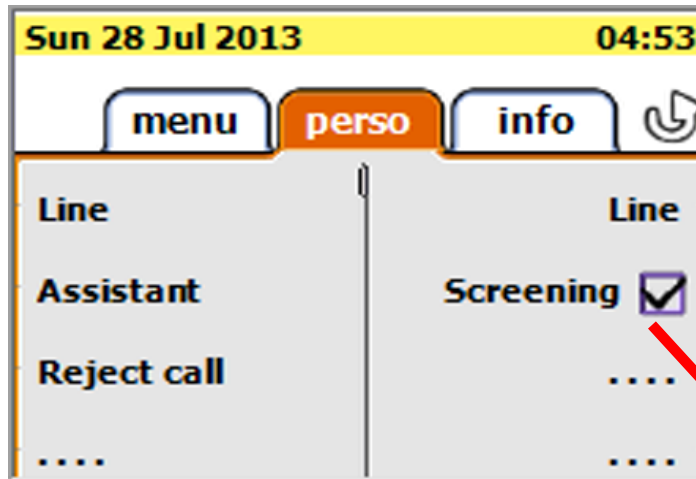 Sun 28 Jul 2013 04:53
menu perso info
Line Line
Assistant Screening
Reject call ....
.... ....